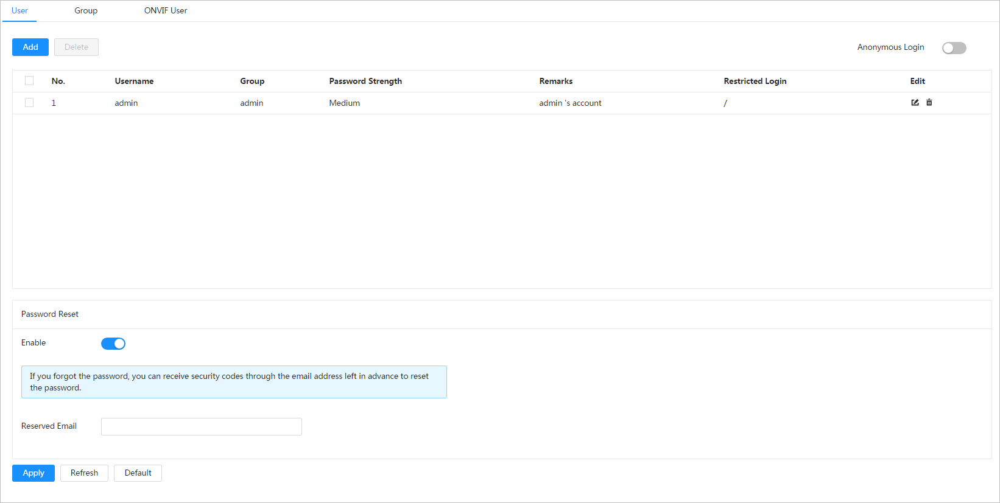 User Group ONVIF User
Add Delete Anonymous Login
No. Username Group Password Strength Remarks Restricted Login Edit
1 admin admin Medium admin 's account /
Password Reset
Enable
If you forgot the password, you can receive security codes through the email address left in advance to reset
the password.
Reserved Email
Apply Refresh Default